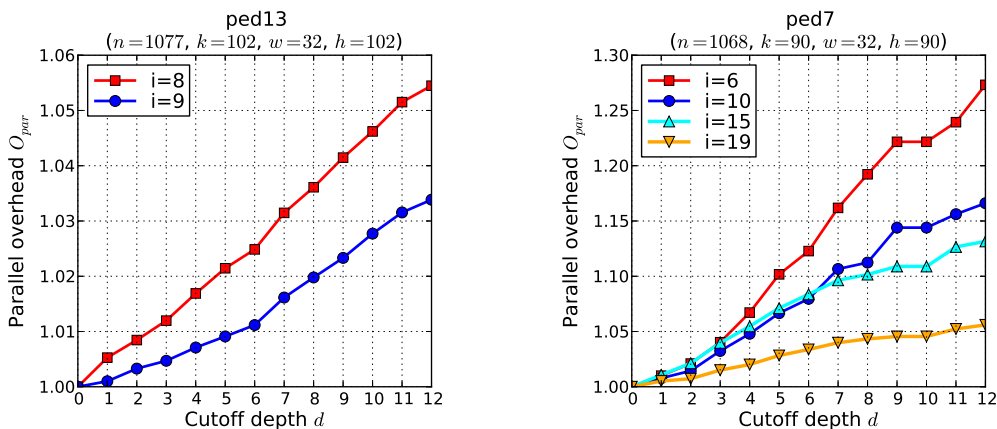 ped13
(n=1077, k=102, w=32, h=102)
1.06
1.05
1.04
1.03
1.02
1.01
1.00
Parallel overhead O_par
i=8
i=9
0 1 2 3 4 5 6 7 8 9 10 11 12
Cutoff depth d
ped7
(n=1068, k=90, w=32, h=90)
1.30
1.25
1.20
1.15
1.10
1.05
1.00
Parallel overhead O_par
i=6
i=10
i=15
i=19
0 1 2 3 4 5 6 7 8 9 10 11 12
Cutoff depth d